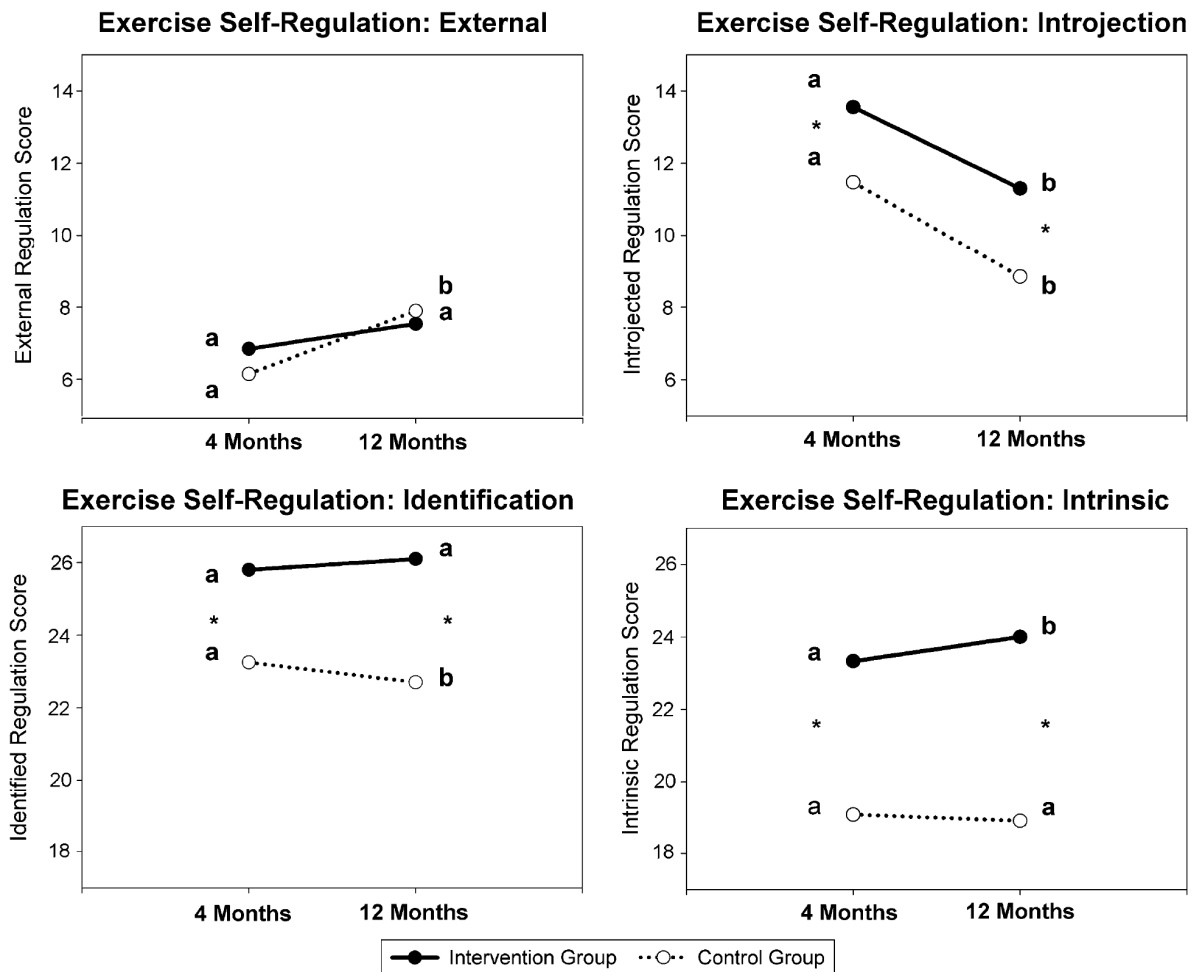 Exercise Self-Regulation: External
External Regulation Score
14
12
10
8
6
a
a
b
a
4 Months
12 Months
Exercise Self-Regulation: Introjection
Introjected Regulation Score
14
12
10
8
6
a
*
a
b
*
b
4 Months
12 Months
Exercise Self-Regulation: Identification
Identified Regulation Score
26
24
22
20
18
a
*
a
a
*
b
4 Months
12 Months
Exercise Self-Regulation: Intrinsic
Intrinsic Regulation Score
26
24
22
20
18
a
*
a
b
*
a
4 Months
12 Months
Intervention Group
Control Group